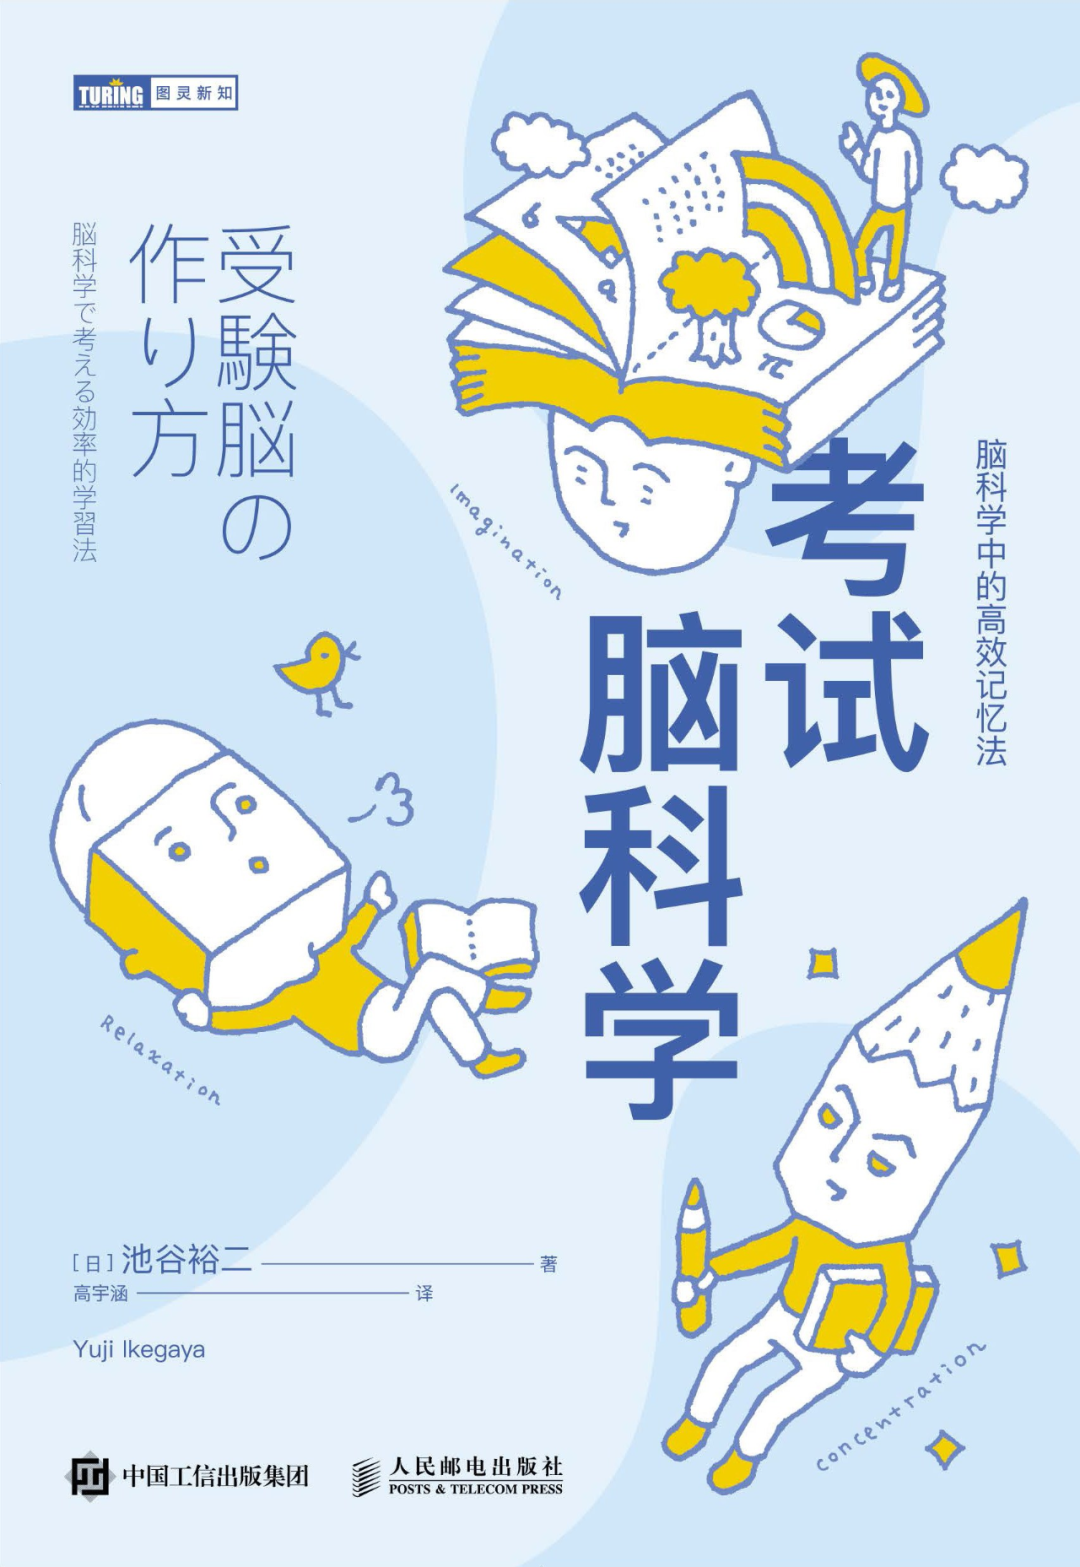 TURING 图灵新知
受験脳の
作り方
脳科学で考える効率的学習法
考试
脑科学
脑科学中的高效记忆法
Imagination
6
9
π
Relaxation
concentration
[日]池谷裕二 著
高宇涵 译
Yuji Ikegaya
中国工信出版集团
人民邮电出版社
POSTS & TELECOM PRESS